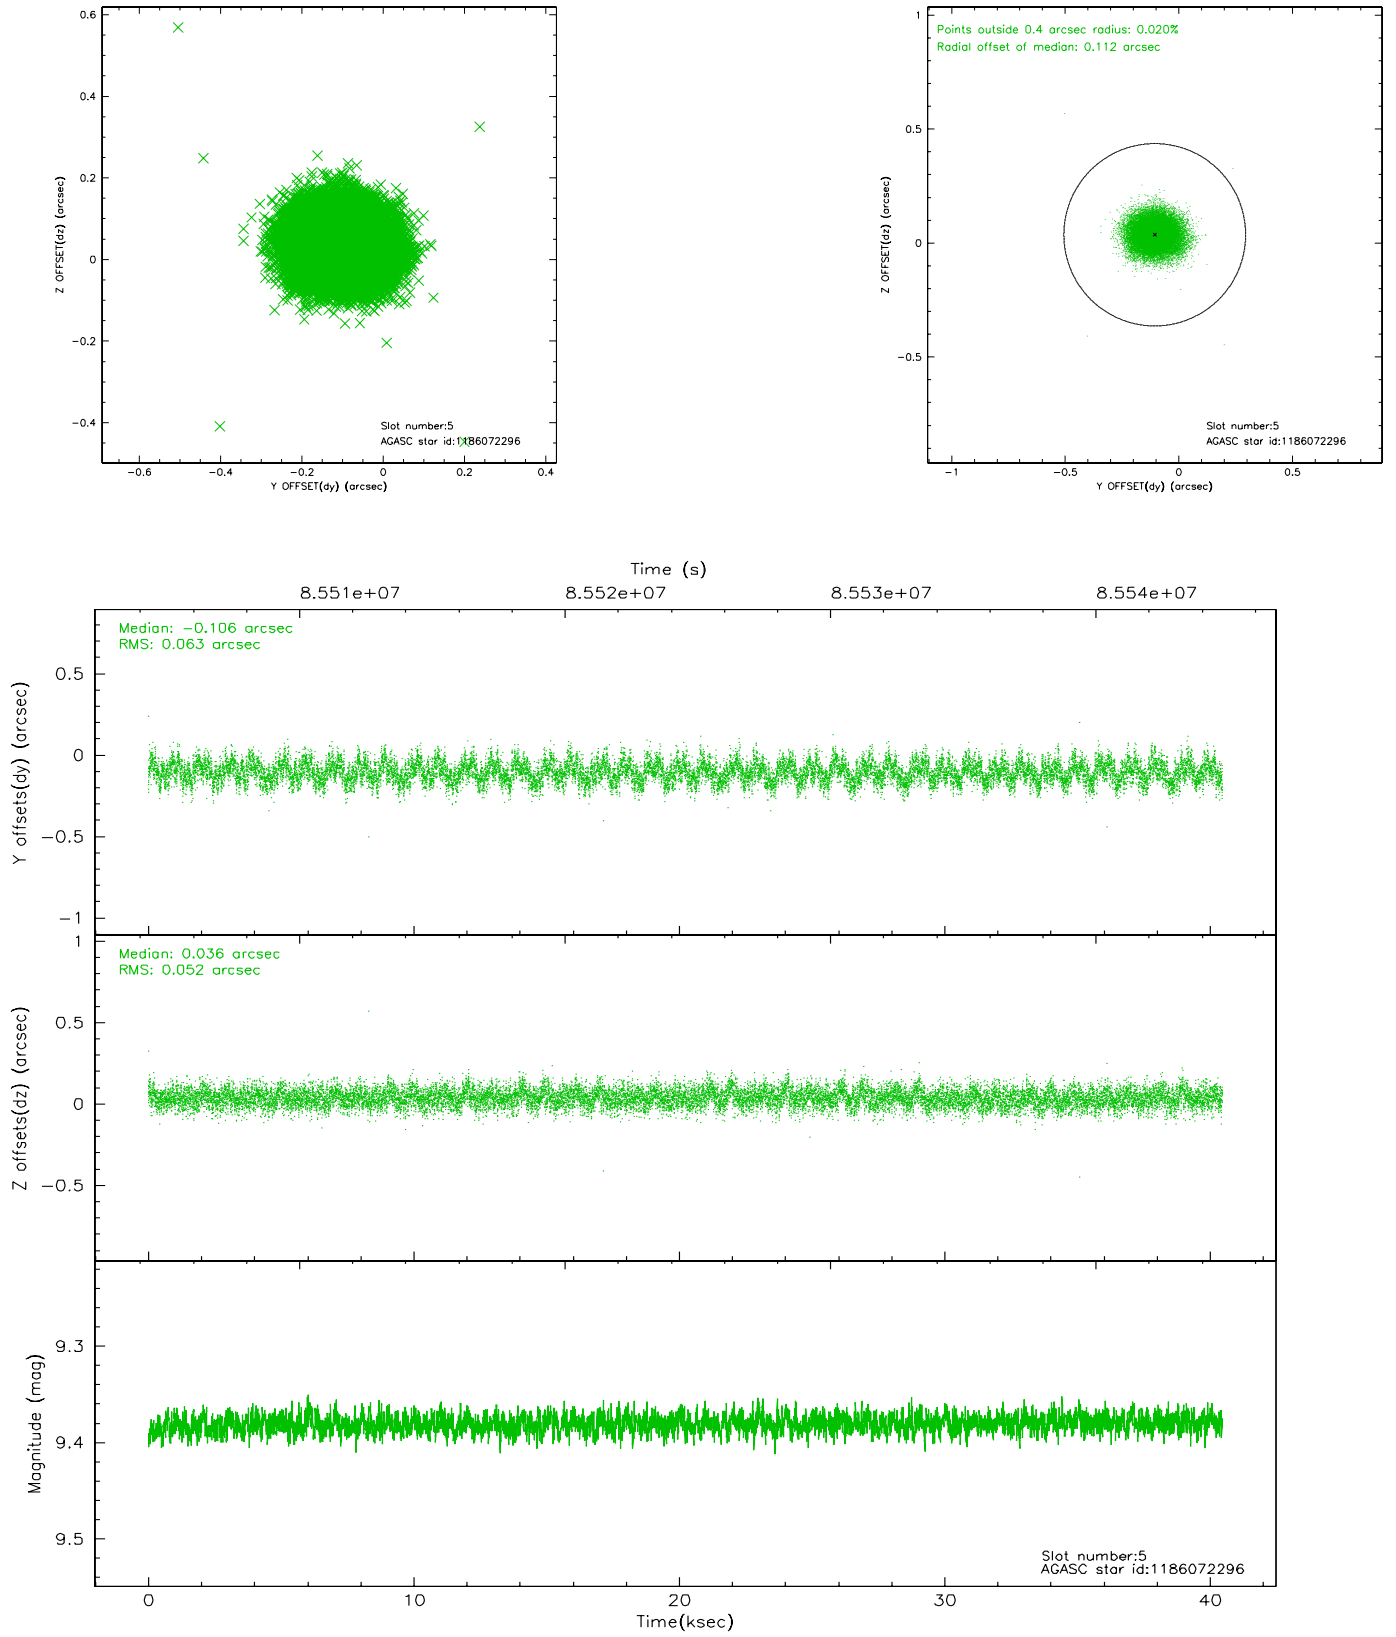 0.6
0.4
0.2
0
−0.2
−0.4
Z OFFSET(dz) (arcsec)
Slot number:5
AGASC star id:1186072296
−0.6 −0.4 −0.2 0 0.2 0.4
Y OFFSET(dy) (arcsec)
Points outside 0.4 arcsec radius: 0.020%
Radial offset of median: 0.112 arcsec
1
0.5
0
−0.5
Z OFFSET(dz) (arcsec)
Slot number:5
AGASC star id:1186072296
−1 −0.5 0 0.5
Y OFFSET(dy) (arcsec)
Time (s)
8.551e+07 8.552e+07 8.553e+07 8.554e+07
Median: −0.106 arcsec
RMS: 0.063 arcsec
0.5
0
−0.5
−1
Y offsets(dy) (arcsec)
Median: 0.036 arcsec
RMS: 0.052 arcsec
1
0.5
0
−0.5
Z offsets(dz) (arcsec)
9.3
9.4
9.5
Magnitude (mag)
Slot number:5
AGASC star id:1186072296
0 10 20 30 40
Time(ksec)